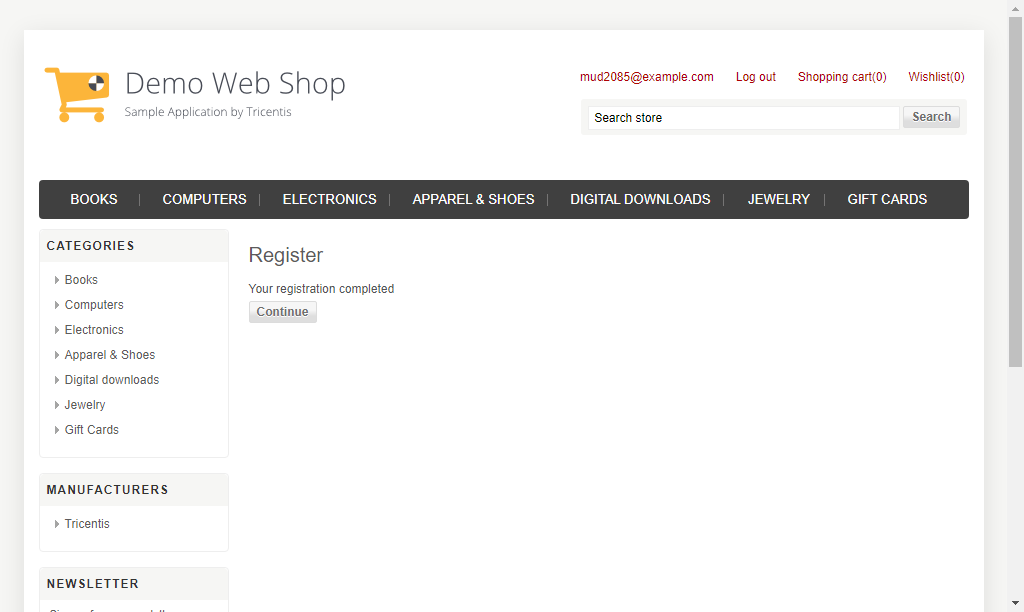 Demo Web Shop
Sample Application by Tricentis
mud2085@example.com Log out Shopping cart(0) Wishlist(0)
Search store Search
BOOKS COMPUTERS ELECTRONICS APPAREL & SHOES DIGITAL DOWNLOADS JEWELRY GIFT CARDS
CATEGORIES
Books
Computers
Electronics
Apparel & Shoes
Digital downloads
Jewelry
Gift Cards
MANUFACTURERS
Tricentis
NEWSLETTER
Register
Your registration completed
Continue